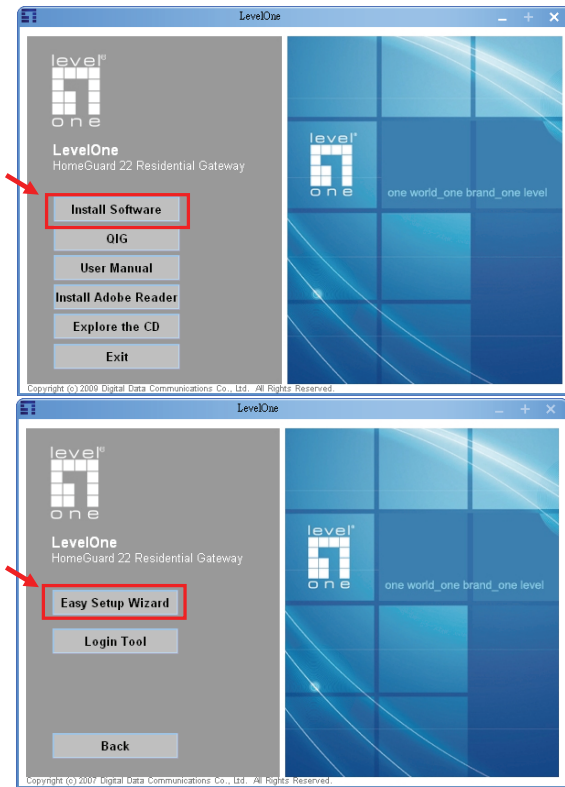 LevelOne
level®
one
LevelOne
HomeGuard 22 Residential Gateway
Install Software
QIG
User Manual
Install Adobe Reader
Explore the CD
Exit
level®
one
one world_one brand_one level
Copyright (c) 2009 Digital Data Communications Co., Ltd. All Rights Reserved.
LevelOne
level®
one
LevelOne
HomeGuard 22 Residential Gateway
Easy Setup Wizard
Login Tool
Back
level®
one
one world_one brand_one level
Copyright (c) 2007 Digital Data Communications Co., Ltd. All Rights Reserved.